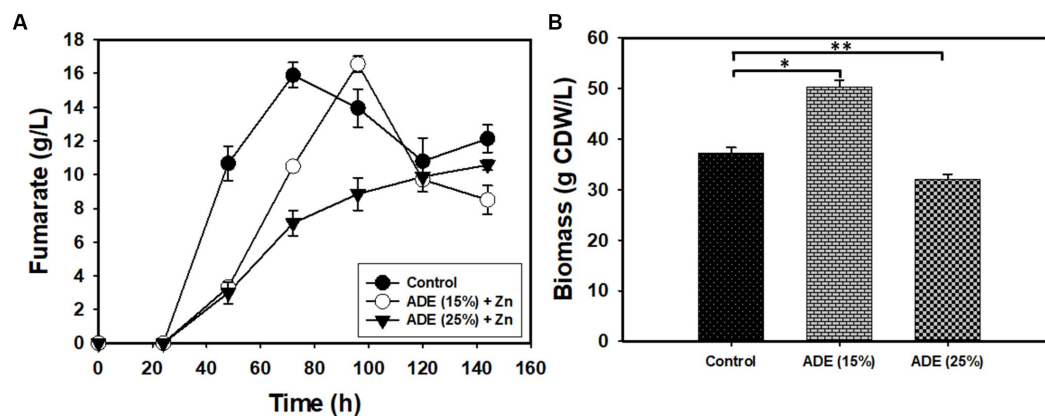 A
Fumarate (g/L)
18
16
14
12
10
8
6
4
2
0
Control
ADE (15%) + Zn
ADE (25%) + Zn
0 20 40 60 80 100 120 140 160
Time (h)
B
Biomass (g CDW/L)
60
50
40
30
20
10
0
**
*
Control ADE (15%) ADE (25%)